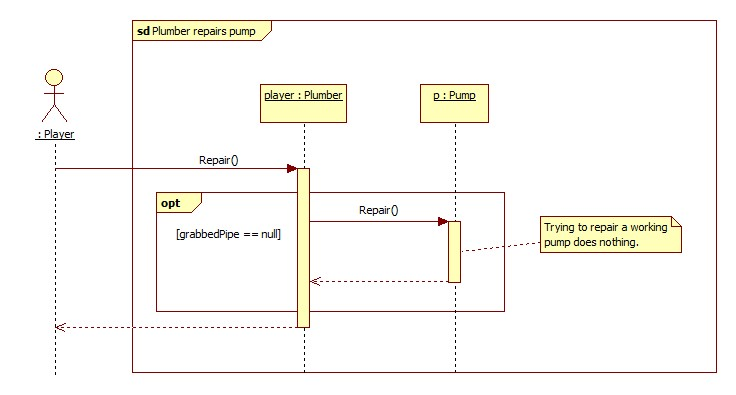 sd Plumber repairs pump
player : Plumber
p : Pump
: Player
Repair()
opt
Repair()
[grabbedPipe == null]
Trying to repair a working
pump does nothing.